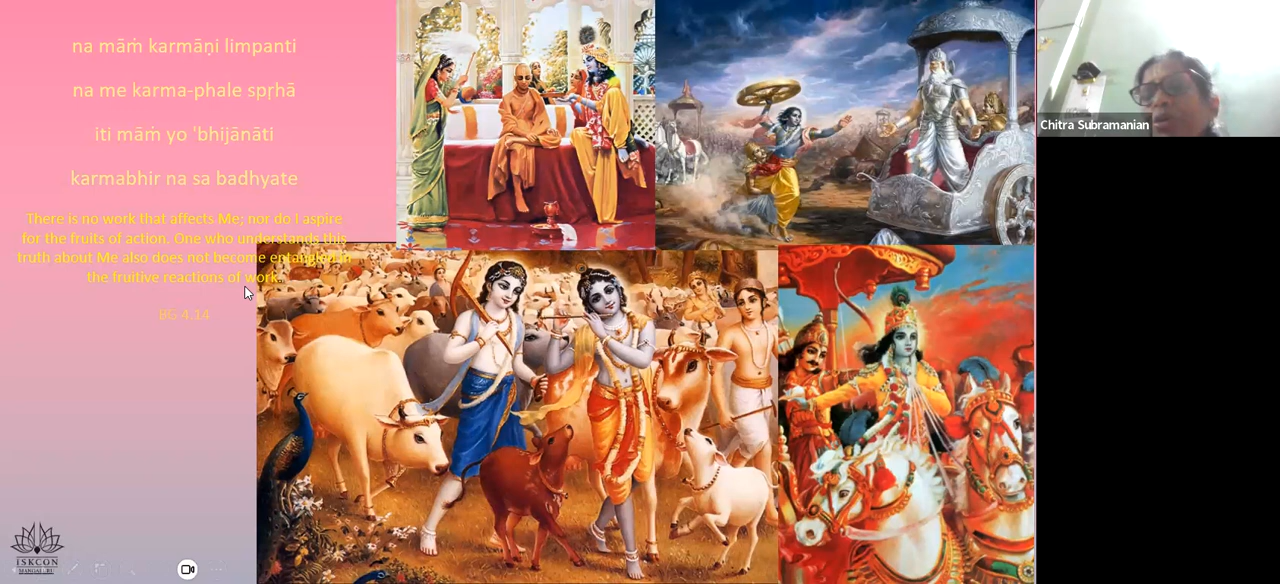 na māṁ karmāṇi limpanti
na me karma-phale spṛhā
iti māṁ yo 'bhijānāti
karmabhir na sa badhyate
There is no work that affects Me; nor do I aspire
for the fruits of action. One who understands this
truth about Me also does not become entangled in
the fruitive reactions of work.
BG 4.14
ISKCON
Chitra Subramanian